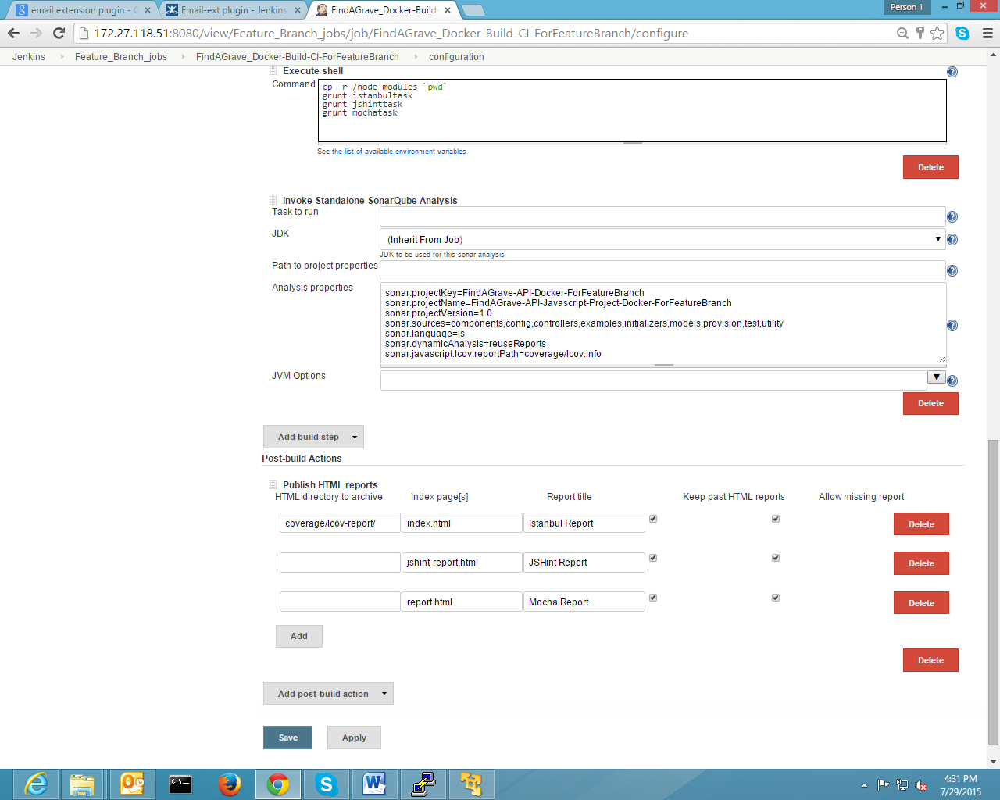 email extension plugin - G
Email-ext plugin - Jenkins
FindAGrave_Docker-Build-
Person 1
172.27.118.51:8080/view/Feature_Branch_jobs/job/FindAGrave_Docker-Build-CI-ForFeatureBranch/configure
Jenkins Feature_Branch_jobs FindAGrave_Docker-Build-CI-ForFeatureBranch configuration
Execute shell
Command
cp -r /node_modules `pwd`
grunt istanbultask
grunt jshinttask
grunt mochatask
See the list of available environment variables
Delete
Invoke Standalone SonarQube Analysis
Task to run
JDK
(Inherit From Job)
JDK to be used for this sonar analysis
Path to project properties
Analysis properties
sonar.projectKey=FindAGrave-API-Docker-ForFeatureBranch
sonar.projectName=FindAGrave-API-Javascript-Project-Docker-ForFeatureBranch
sonar.projectVersion=1.0
sonar.sources=components,config,controllers,examples,initializers,models,provision,test,utility
sonar.language=js
sonar.dynamicAnalysis=reuseReports
sonar.javascript.lcov.reportPath=coverage/lcov.info
JVM Options
Delete
Add build step
Post-build Actions
Publish HTML reports
HTML directory to archive Index page[s] Report title Keep past HTML reports Allow missing report
coverage/lcov-report/ index.html Istanbul Report Delete
jshint-report.html JSHint Report Delete
report.html Mocha Report Delete
Add
Delete
Add post-build action
Save Apply
4:31 PM
7/29/2015